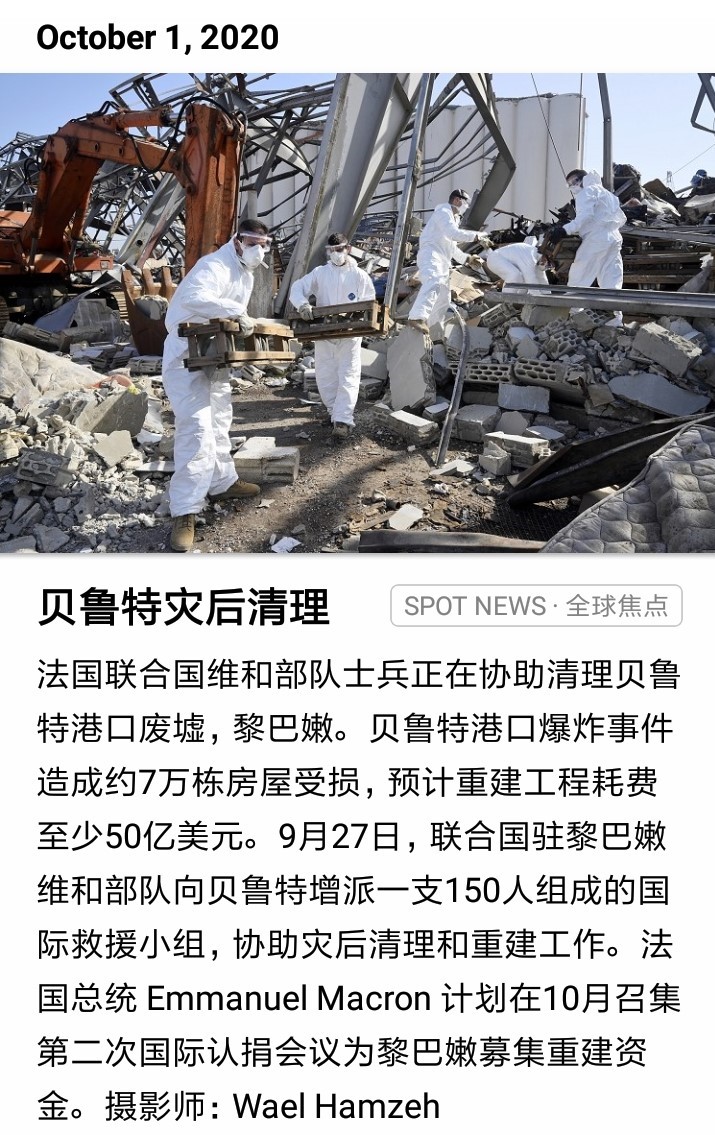 October 1, 2020
贝鲁特灾后清理
SPOT NEWS · 全球焦点
法国联合国维和部队士兵正在协助清理贝鲁
特港口废墟，黎巴嫩。贝鲁特港口爆炸事件
造成约7万栋房屋受损，预计重建工程耗费
至少50亿美元。9月27日，联合国驻黎巴嫩
维和部队向贝鲁特增派一支150人组成的国
际救援小组，协助灾后清理和重建工作。法
国总统 Emmanuel Macron 计划在10月召集
第二次国际认捐会议为黎巴嫩募集重建资
金。摄影师：Wael Hamzeh